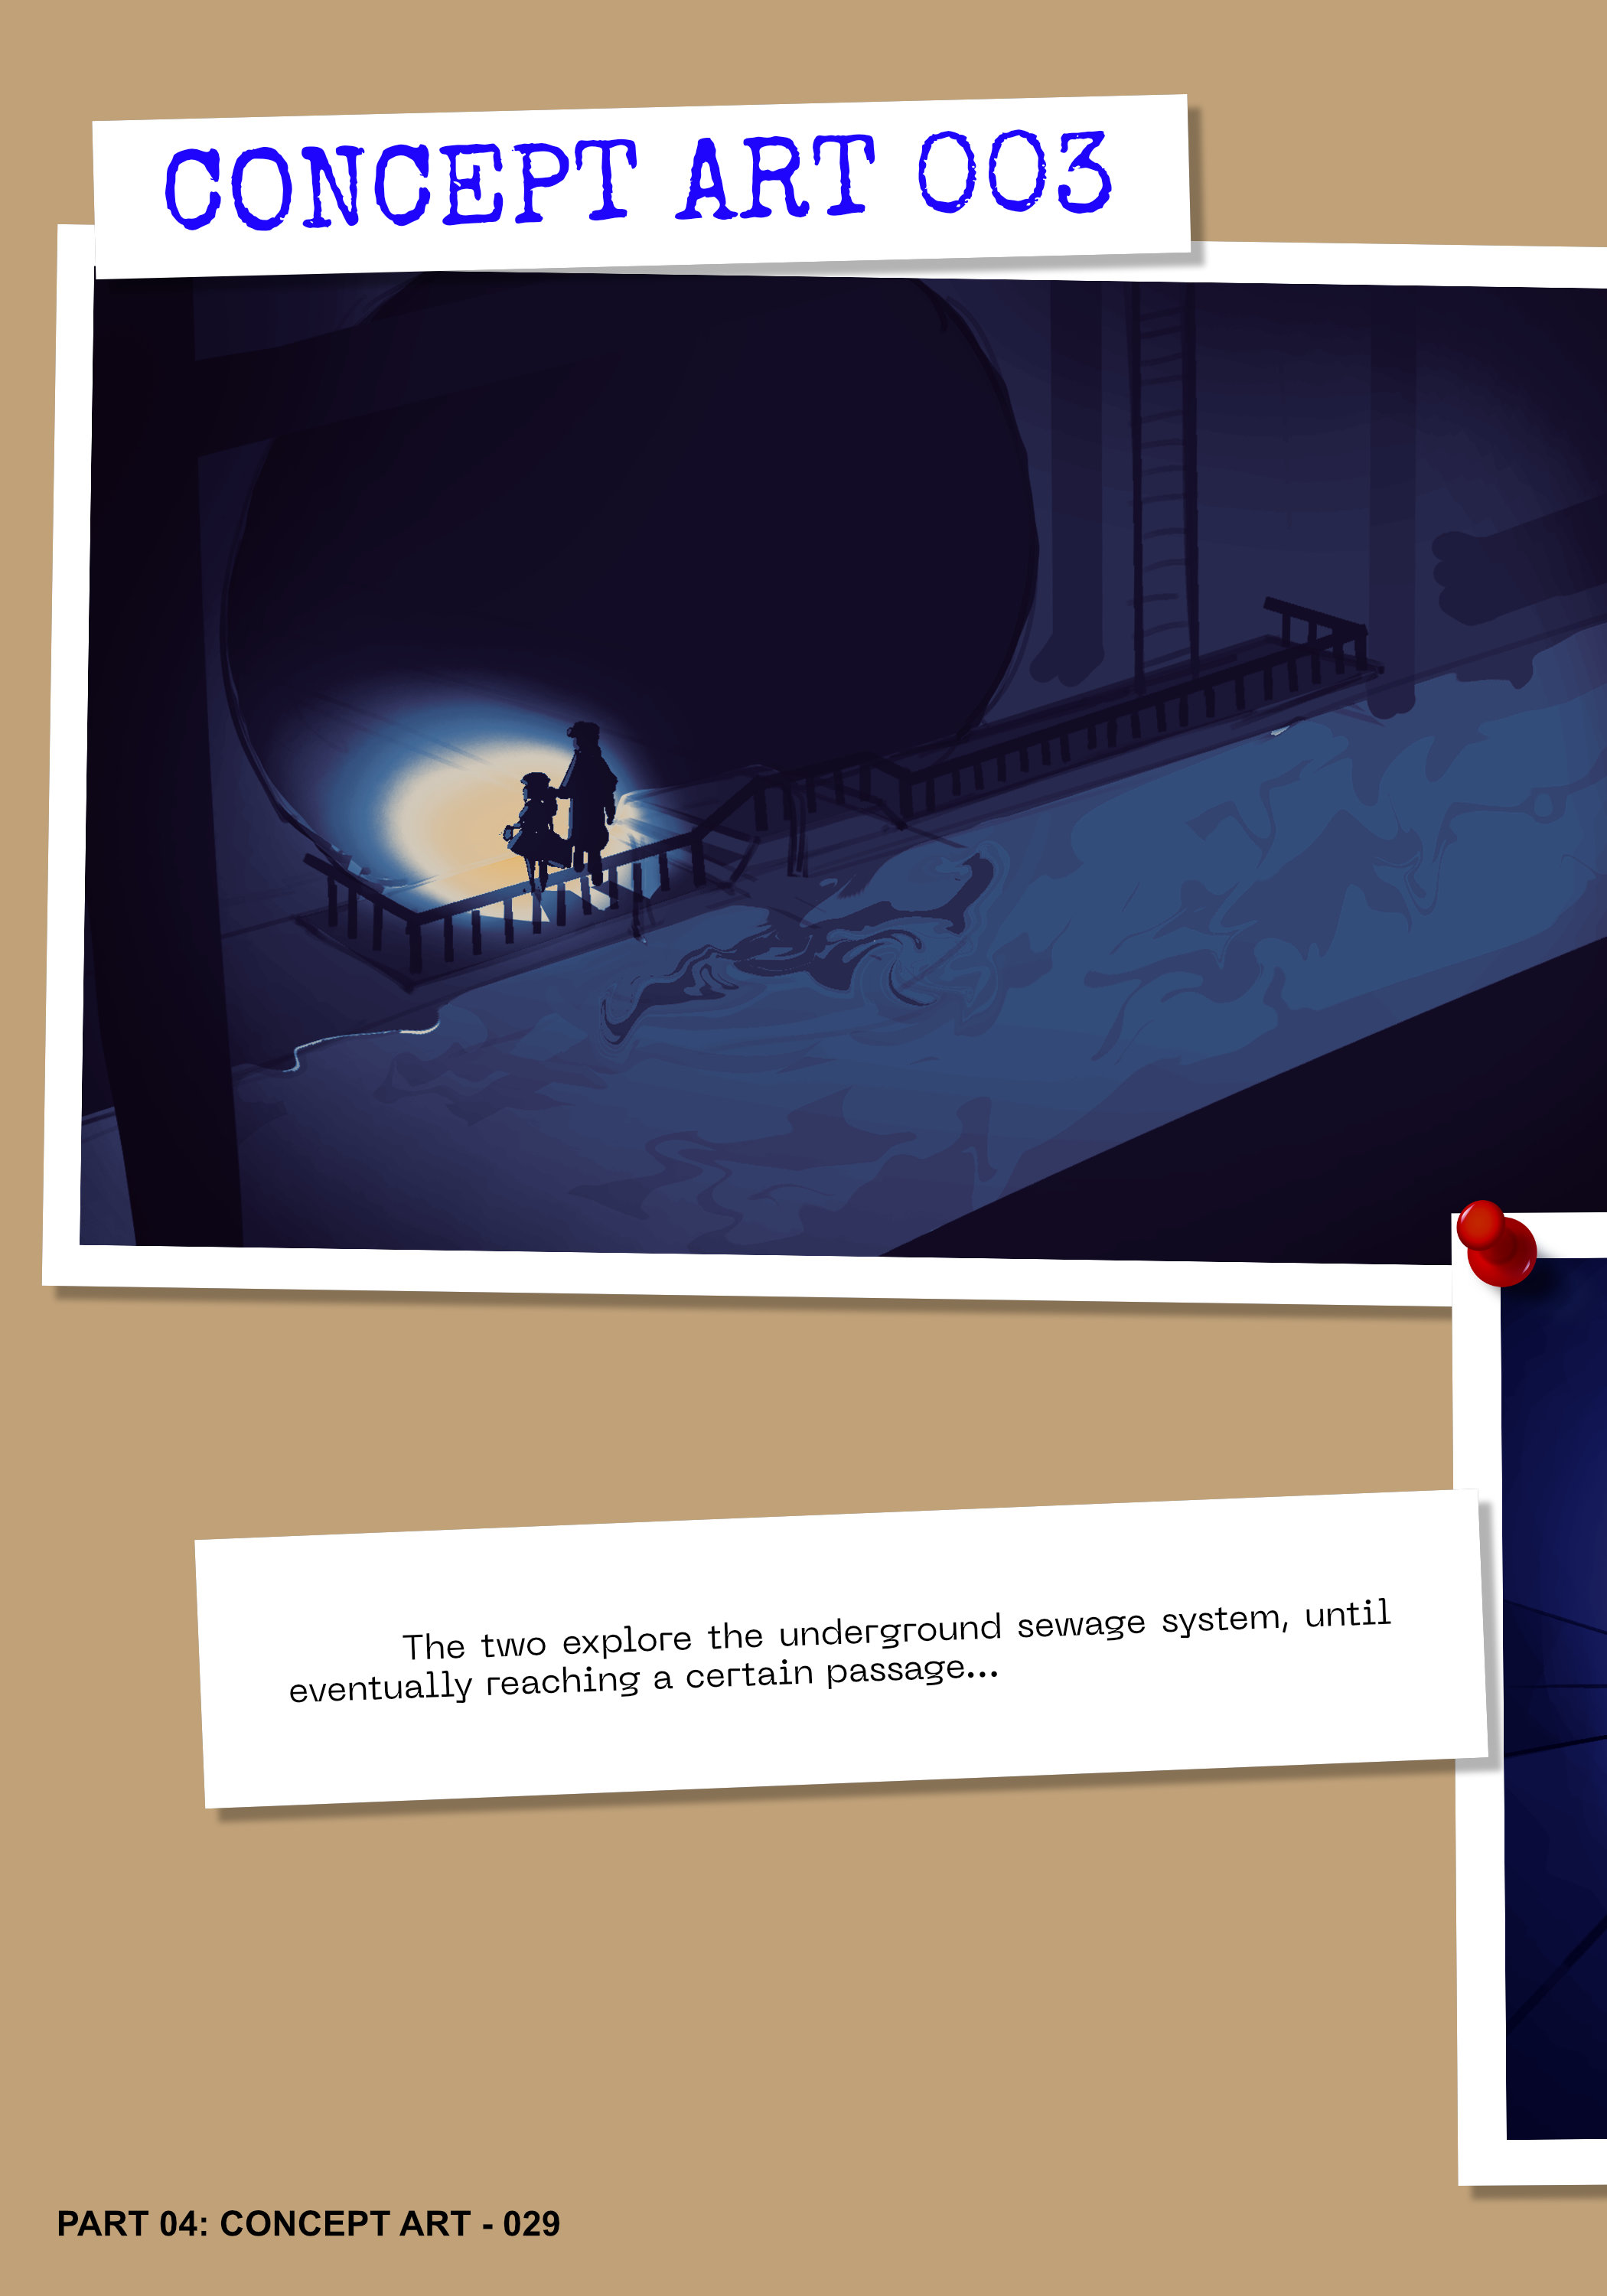 CONCEPT ART 003
The two explore the underground sewage system, until
eventually reaching a certain passage...
PART 04: CONCEPT ART - 029